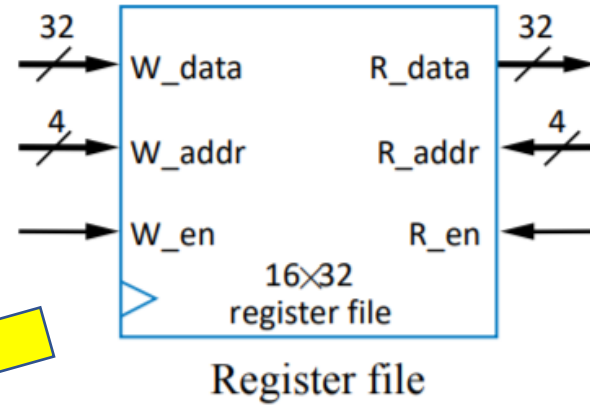 32 32
W_data R_data
4 4
W_addr R_addr
W_en R_en
16×32
register file
Register file